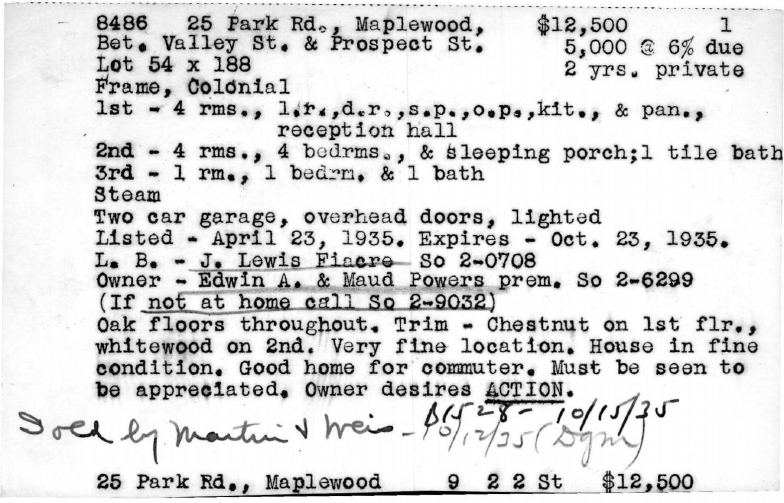 8486 25 Park Rd., Maplewood, $12,500 1
Bet. Valley St. & Prospect St. 5,000 @ 6% due
Lot 54 x 188 2 yrs. private
Frame, Colonial
1st - 4 rms., l.r.,d.r.,s.p.,o.p.,kit., & pan.,
reception hall
2nd - 4 rms., 4 bedrms., & sleeping porch;1 tile bath
3rd - 1 rm., 1 bedrm. & 1 bath
Steam
Two car garage, overhead doors, lighted
Listed - April 23, 1935. Expires - Oct. 23, 1935.
L. B. - J. Lewis Fiacre So 2-0708
Owner - Edwin A. & Maud Powers prem. So 2-6299
(If not at home call So 2-9032)
Oak floors throughout. Trim - Chestnut on 1st flr.,
whitewood on 2nd. Very fine location. House in fine
condition. Good home for commuter. Must be seen to
be appreciated. Owner desires ACTION.
1528- 10/15/35
Sold by Martin & Weis - 10/12/35 (Dgm)
25 Park Rd., Maplewood 9 2 2 St $12,500